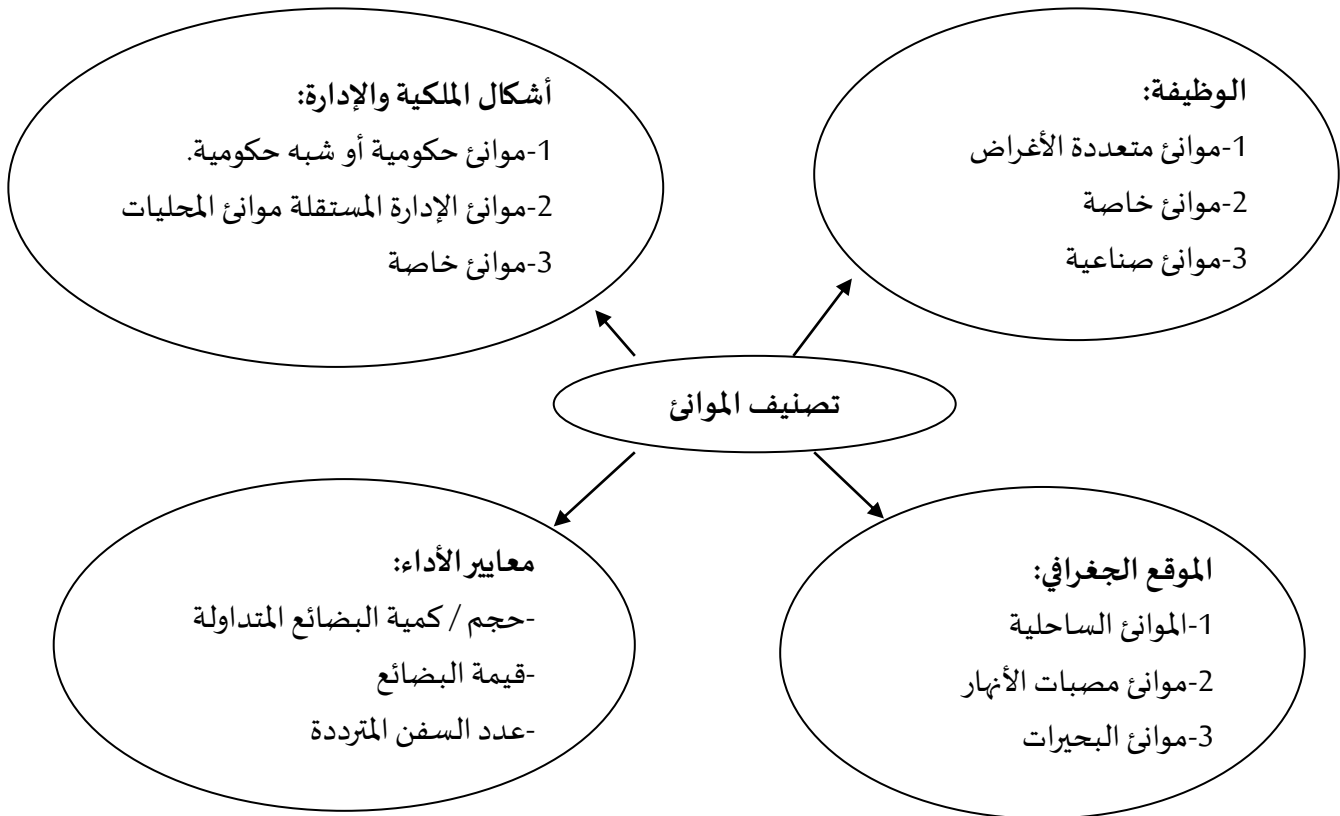 الوظيفة:
1-موانئ متعددة الأغراض
2-موانئ خاصة
3-موانئ صناعية
أشكال الملكية والإدارة:
1-موانئ حكومية أو شبه حكومية.
2-موانئ الإدارة المستقلة موانئ المحليات
3-موانئ خاصة
تصنيف الموانئ
الموقع الجغرافي:
1-الموانئ الساحلية
2-موانئ مصبات الأنهار
3-موانئ البحيرات
معايير الأداء:
-حجم / كمية البضائع المتداولة
-قيمة البضائع
-عدد السفن المترددة